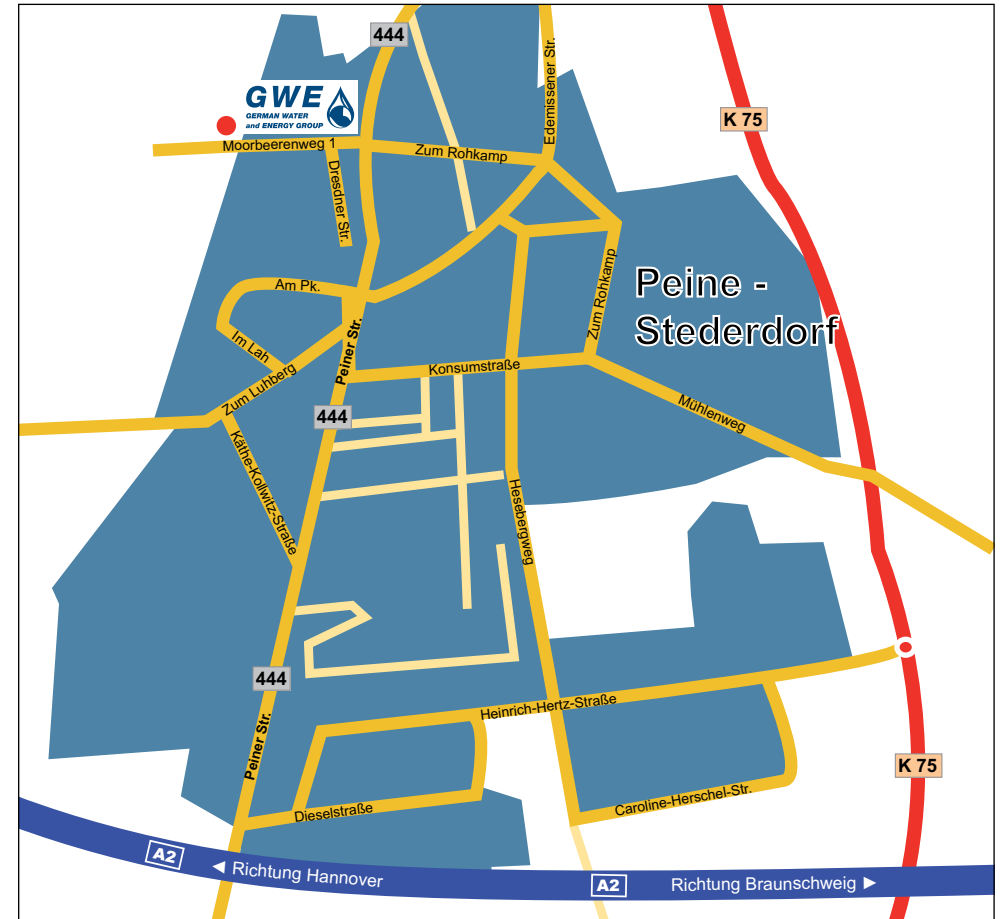 444
Edemissener Str.
GWE
GERMAN WATER
and ENERGY GROUP
K 75
Moorbeerenweg 1
Zum Rohkamp
Dresdner Str.
Zum Rohkamp
Peine -
Stederdorf
Am Pk.
Im Lah
Peiner Str.
Konsumstraße
Zum Luhberg
444
Mühlenweg
Käthe-Kollwitz-Straße
Hesebergweg
444
Heinrich-Hertz-Straße
Peiner Str.
K 75
Dieselstraße
Caroline-Herschel-Str.
A2
◄ Richtung Hannover
A2
Richtung Braunschweig ►